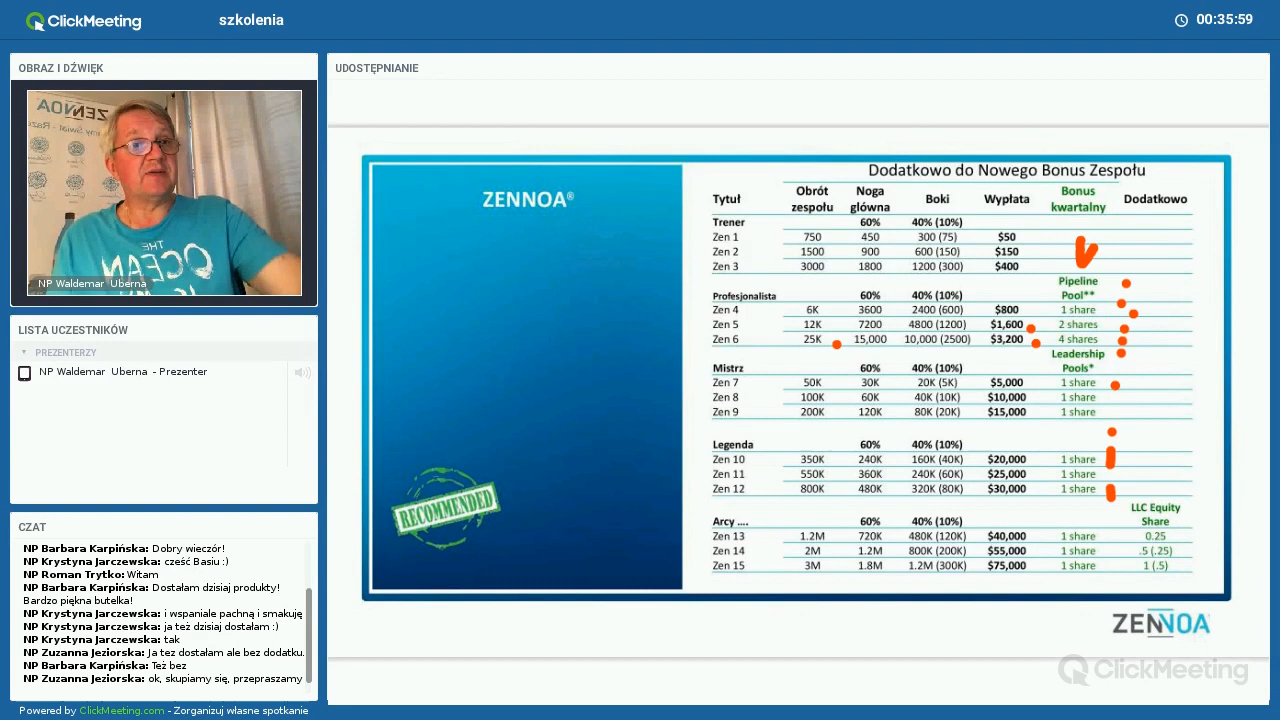 ClickMeeting
szkolenia
00:35:59
OBRAZ I DŹWIĘK
ZENNOA
THE
OCEAN
NP Waldemar Uberna
LISTA UCZESTNIKÓW
PREZENTERZY
NP Waldemar Uberna - Prezenter
CZAT
NP Barbara Karpińska: Dobry wieczór!
NP Krystyna Jarczewska: cześć Basiu :)
NP Roman Trytko: Witam
NP Barbara Karpińska: Dostałam dzisiaj produkty!
Bardzo piękna butelka!
NP Krystyna Jarczewska: i wspaniale pachną i smakuję
NP Krystyna Jarczewska: ja też dzisiaj dostałam :)
NP Krystyna Jarczewska: tak
NP Zuzanna Jeziorska: Ja tez dostałam ale bez dodatku.
NP Barbara Karpińska: Też bez
NP Zuzanna Jeziorska: ok, skupiamy się, przepraszamy
Powered by ClickMeeting.com - Zorganizuj własne spotkanie
UDOSTĘPNIANIE
ZENNOA®
RECOMMENDED
Dodatkowo do Nowego Bonus Zespołu
Tytuł Obrót zespołu Noga główna Boki Wypłata Bonus kwartalny Dodatkowo
Trener 60% 40% (10%)
Zen 1 750 450 300 (75) $50
Zen 2 1500 900 600 (150) $150
Zen 3 3000 1800 1200 (300) $400
Profesjonalista 60% 40% (10%) Pipeline Pool**
Zen 4 6K 3600 2400 (600) $800 1 share
Zen 5 12K 7200 4800 (1200) $1,600 2 shares
Zen 6 25K 15,000 10,000 (2500) $3,200 4 shares
Mistrz 60% 40% (10%) Leadership Pools*
Zen 7 50K 30K 20K (5K) $5,000 1 share
Zen 8 100K 60K 40K (10K) $10,000 1 share
Zen 9 200K 120K 80K (20K) $15,000 1 share
Legenda 60% 40% (10%)
Zen 10 350K 240K 160K (40K) $20,000 1 share
Zen 11 550K 360K 240K (60K) $25,000 1 share
Zen 12 800K 480K 320K (80K) $30,000 1 share
Arcy .... 60% 40% (10%) LLC Equity Share
Zen 13 1.2M 720K 480K (120K) $40,000 1 share 0.25
Zen 14 2M 1.2M 800K (200K) $55,000 1 share .5 (.25)
Zen 15 3M 1.8M 1.2M (300K) $75,000 1 share 1 (.5)
ZENNOA
ClickMeeting